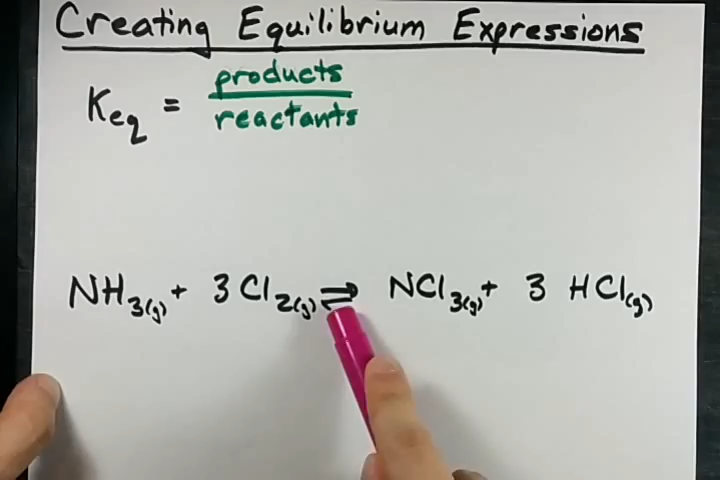 Creating Equilibrium Expressions
Keq = products
reactants
NH3(g) + 3 Cl2(g) ⇌ NCl3(g) + 3 HCl(g)